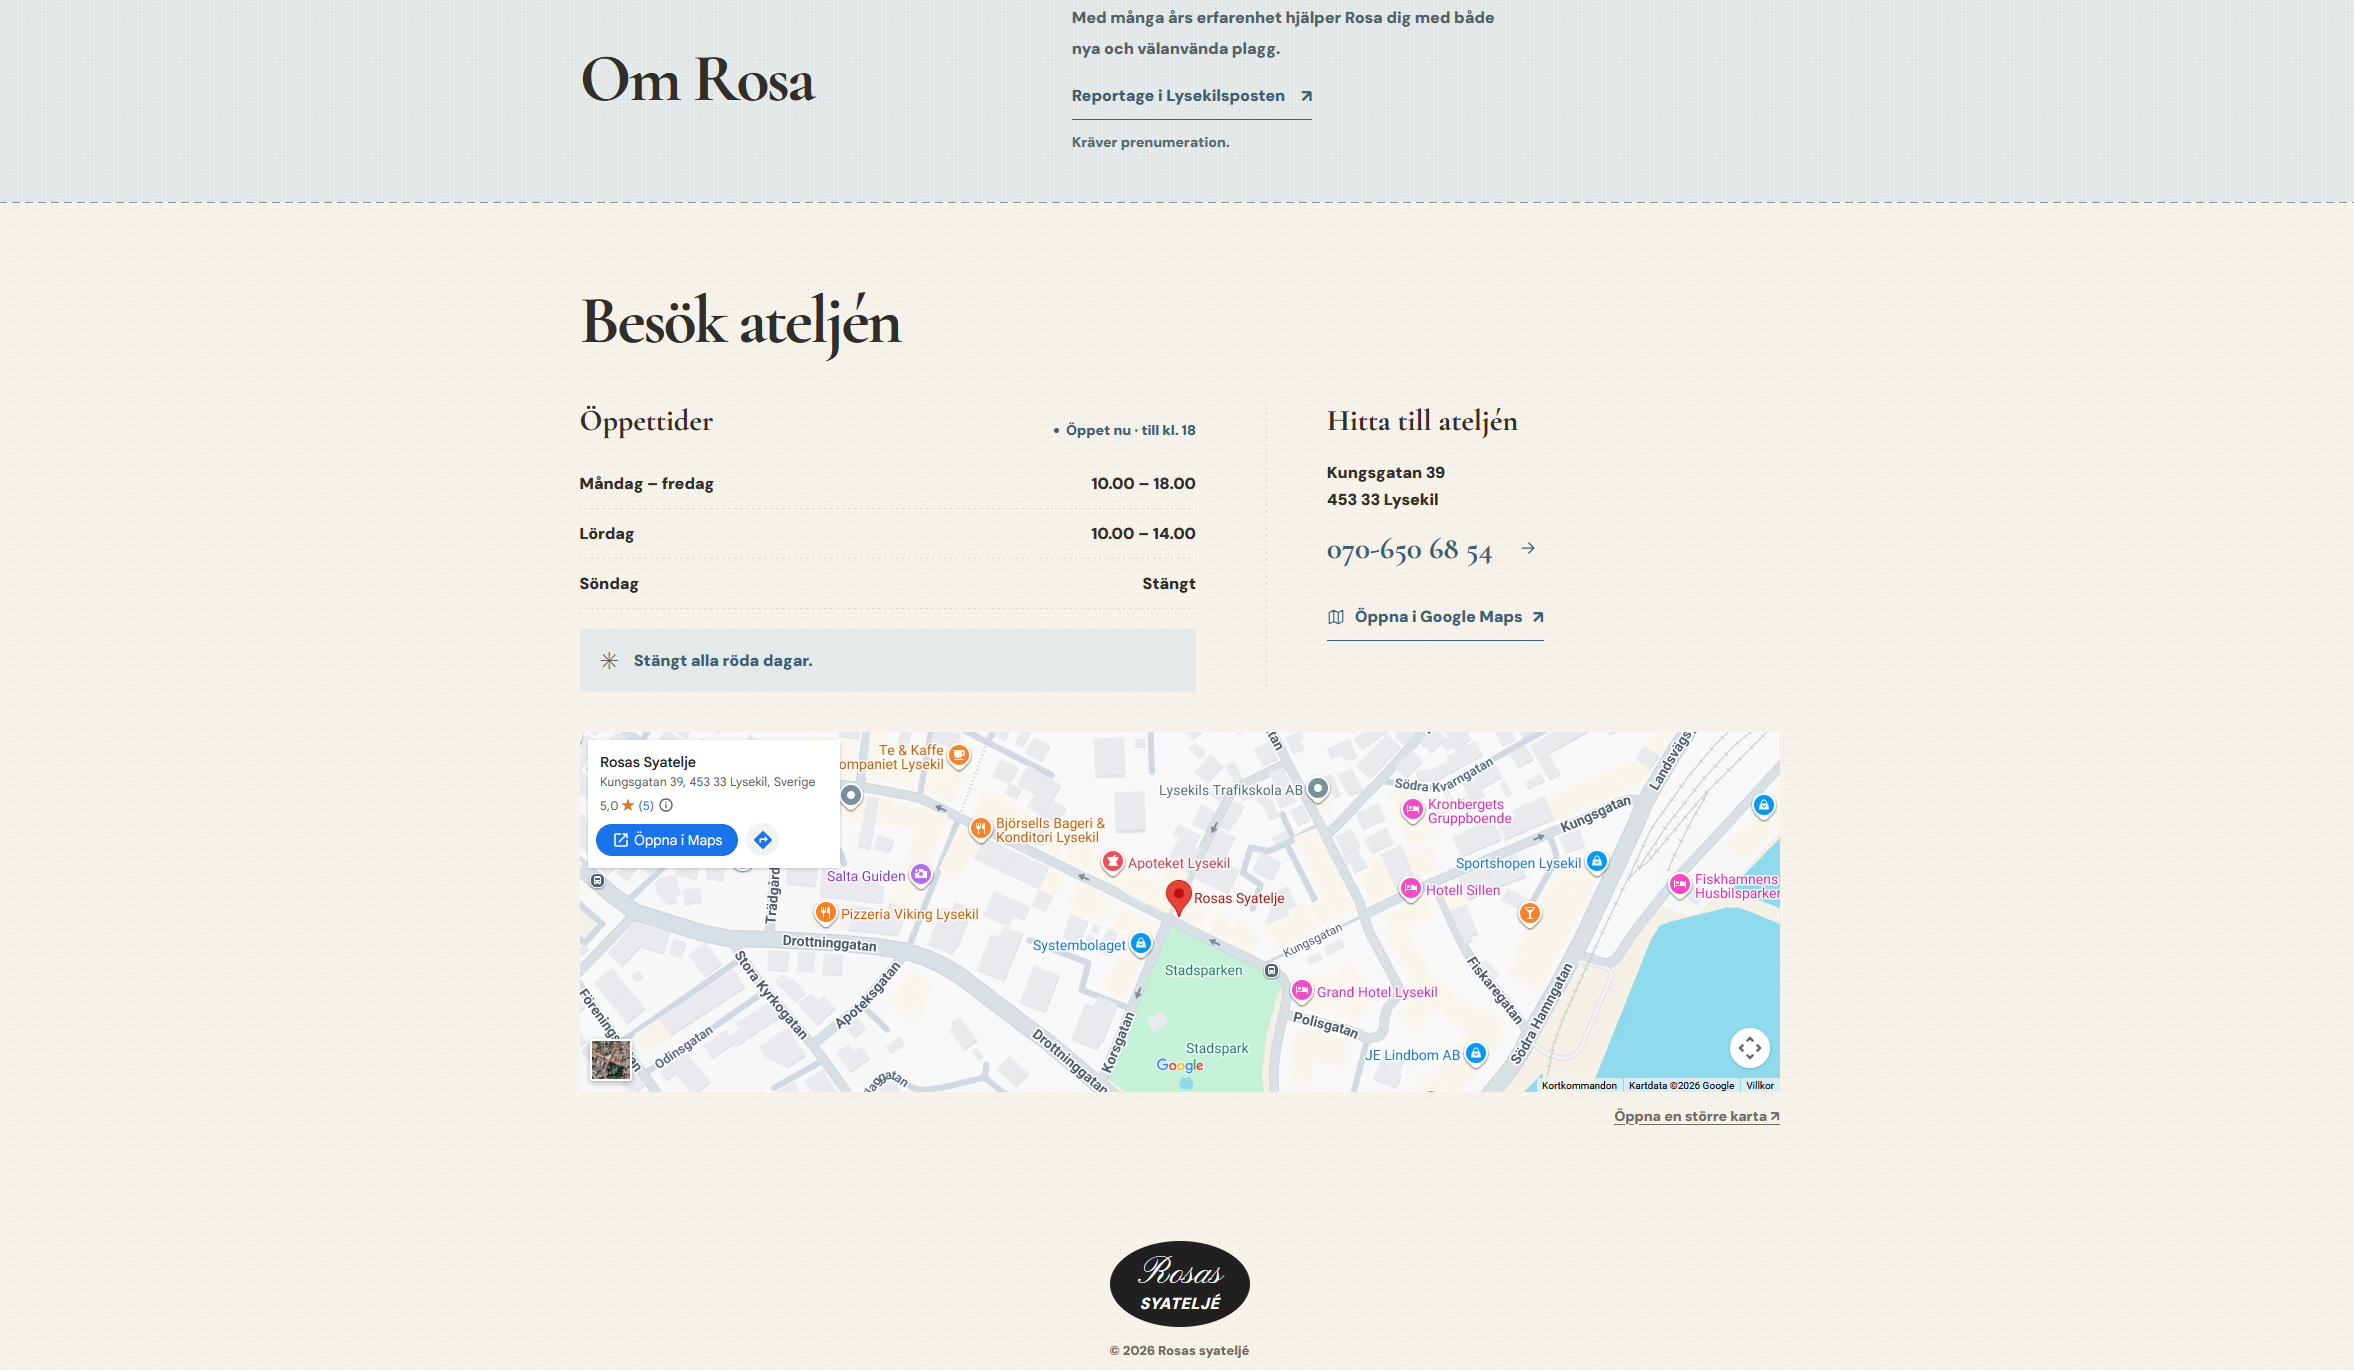 Med många års erfarenhet hjälper Rosa dig med både
nya och välanvända plagg.
Om Rosa
Reportage i Lysekilsposten
Kräver prenumeration.
Besök ateljén
Öppettider
Öppet nu · till kl. 18
Måndag – fredag 10.00 – 18.00
Lördag 10.00 – 14.00
Söndag Stängt
Stängt alla röda dagar.
Hitta till ateljén
Kungsgatan 39
453 33 Lysekil
070-650 68 54
Öppna i Google Maps
Rosas Syatelje
Kungsgatan 39, 453 33 Lysekil, Sverige
5,0 (5)
Öppna i Maps
Te & Kaffe
ompaniet Lysekil
Björsells Bageri &
Konditori Lysekil
Lysekils Trafikskola AB
Södra Kvarngatan
Landsvägs
Kronbergets
Gruppboende
Kungsgatan
Apoteket Lysekil
Sportshopen Lysekil
Salta Guiden
Hotell Sillen
Fiskhamnens
Husbilsparker
Rosas Syatelje
Trädgård
Pizzeria Viking Lysekil
Drottninggatan
Systembolaget
Kungsgatan
Stadsparken
Stora Kyrkogatan
Apoteksgatan
Fiskaregatan
Grand Hotel Lysekil
Södra Hamngatan
Förenings
Polisgatan
Korsgatan
Odinsgatan
Drottninggatan
Stadspark
JE Lindbom AB
Google
Kortkommandon
Kartdata ©2026 Google
Villkor
Öppna en större karta
Rosas
SYATELJÉ
© 2026 Rosas syateljé